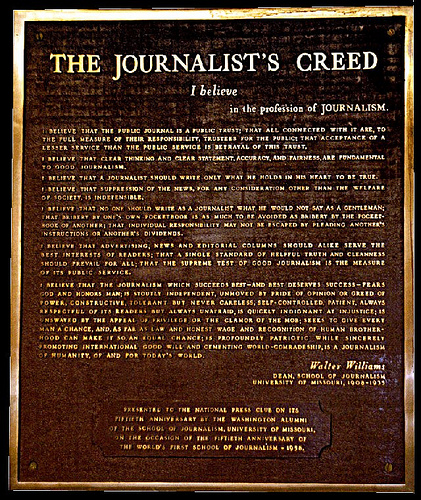 THE JOURNALIST'S CREED
I believe
in the profession of JOURNALISM.
I BELIEVE THAT THE PUBLIC JOURNAL IS A PUBLIC TRUST; THAT ALL CONNECTED WITH IT ARE, TO
THE FULL MEASURE OF THEIR RESPONSIBILITY, TRUSTEES FOR THE PUBLIC; THAT ACCEPTANCE OF A
LESSER SERVICE THAN THE PUBLIC SERVICE IS BETRAYAL OF THIS TRUST.
I BELIEVE THAT CLEAR THINKING AND CLEAR STATEMENT, ACCURACY, AND FAIRNESS, ARE FUNDAMENTAL
TO GOOD JOURNALISM.
I BELIEVE THAT A JOURNALIST SHOULD WRITE ONLY WHAT HE HOLDS IN HIS HEART TO BE TRUE.
I BELIEVE THAT SUPPRESSION OF THE NEWS, FOR ANY CONSIDERATION OTHER THAN THE WELFARE
OF SOCIETY, IS INDEFENSIBLE.
I BELIEVE THAT NO ONE SHOULD WRITE AS A JOURNALIST WHAT HE WOULD NOT SAY AS A GENTLEMAN;
THAT BRIBERY BY ONE'S OWN POCKETBOOK IS AS MUCH TO BE AVOIDED AS BRIBERY BY THE POCKET-
BOOK OF ANOTHER; THAT INDIVIDUAL RESPONSIBILITY MAY NOT BE ESCAPED BY PLEADING ANOTHER'S
INSTRUCTIONS OR ANOTHER'S DIVIDENDS.
I BELIEVE THAT ADVERTISING, NEWS AND EDITORIAL COLUMNS SHOULD ALIKE SERVE THE
BEST INTERESTS OF READERS; THAT A SINGLE STANDARD OF HELPFUL TRUTH AND CLEANNESS
SHOULD PREVAIL FOR ALL; THAT THE SUPREME TEST OF GOOD JOURNALISM IS THE MEASURE
OF ITS PUBLIC SERVICE.
I BELIEVE THAT THE JOURNALISM WHICH SUCCEEDS BEST—AND BEST DESERVES SUCCESS—FEARS
GOD AND HONORS MAN; IS STOUTLY INDEPENDENT, UNMOVED BY PRIDE OF OPINION OR GREED OF
POWER, CONSTRUCTIVE, TOLERANT BUT NEVER CARELESS, SELF-CONTROLLED, PATIENT, ALWAYS
RESPECTFUL OF ITS READERS BUT ALWAYS UNAFRAID, IS QUICKLY INDIGNANT AT INJUSTICE; IS
UNSWAYED BY THE APPEAL OF PRIVILEGE OR THE CLAMOR OF THE MOB; SEEKS TO GIVE EVERY
MAN A CHANCE, AND, AS FAR AS LAW AND HONEST WAGE AND RECOGNITION OF HUMAN BROTHER-
HOOD CAN MAKE IT SO, AN EQUAL CHANCE; IS PROFOUNDLY PATRIOTIC WHILE SINCERELY
PROMOTING INTERNATIONAL GOOD WILL AND CEMENTING WORLD-COMRADESHIP, IS A JOURNALISM
OF HUMANITY, OF AND FOR TODAY'S WORLD.
Walter Williams
DEAN, SCHOOL OF JOURNALISM
UNIVERSITY OF MISSOURI, 1908-1935
PRESENTED TO THE NATIONAL PRESS CLUB ON ITS
FIFTIETH ANNIVERSARY BY THE WASHINGTON ALUMNI
OF THE SCHOOL OF JOURNALISM, UNIVERSITY OF MISSOURI,
ON THE OCCASION OF THE FIFTIETH ANNIVERSARY OF
THE WORLD'S FIRST SCHOOL OF JOURNALISM - 1958.